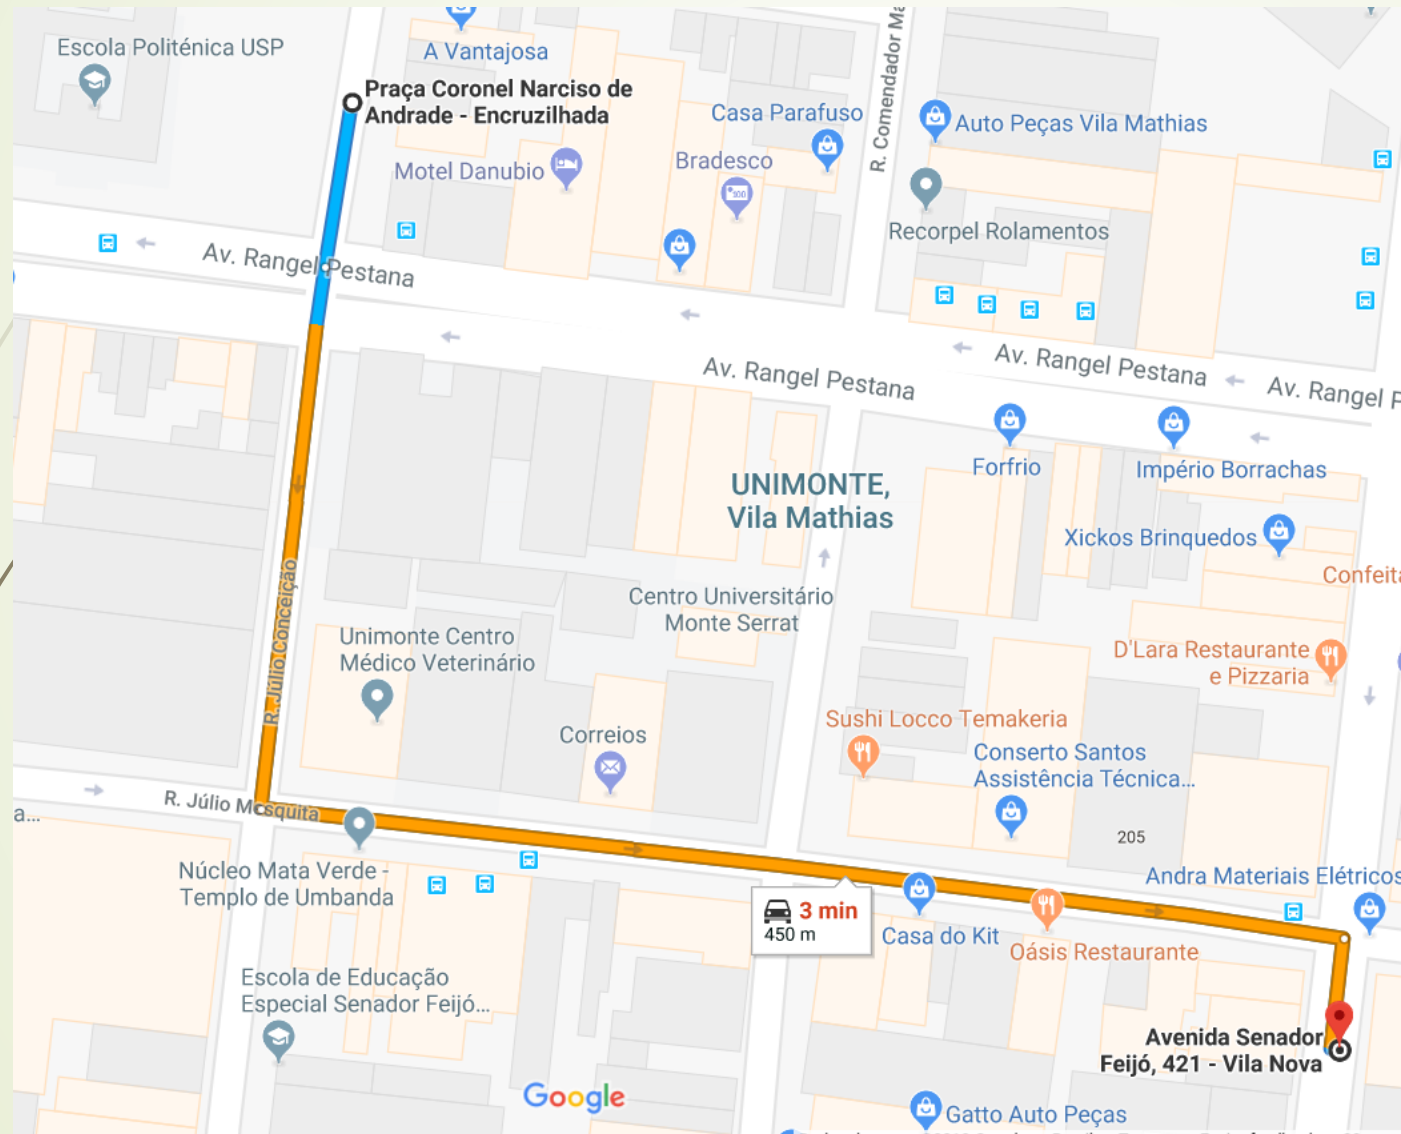 Escola Politénica USP
A Vantajosa
Praça Coronel Narciso de
Andrade - Encruzilhada
Casa Parafuso
R. Comendador
Auto Peças Vila Mathias
Motel Danubio
Bradesco
Recorpel Rolamentos
Av. Rangel Pestana
Av. Rangel Pestana
Av. Rangel Pestana
Av. Rangel P
Forfrio
Império Borrachas
UNIMONTE,
Vila Mathias
Xickos Brinquedos
Confeita
Centro Universitário
Monte Serrat
R. Júlio Conceição
Unimonte Centro
Médico Veterinário
D'Lara Restaurante
e Pizzaria
Correios
Sushi Locco Temakeria
Conserto Santos
Assistência Técnica...
R. Júlio Mesquita
a...
205
Núcleo Mata Verde -
Templo de Umbanda
Andra Materiais Elétricos
3 min
450 m
Casa do Kit
Oásis Restaurante
Escola de Educação
Especial Senador Feijó...
Avenida Senador
Feijó, 421 - Vila Nova
Google
Gatto Auto Peças